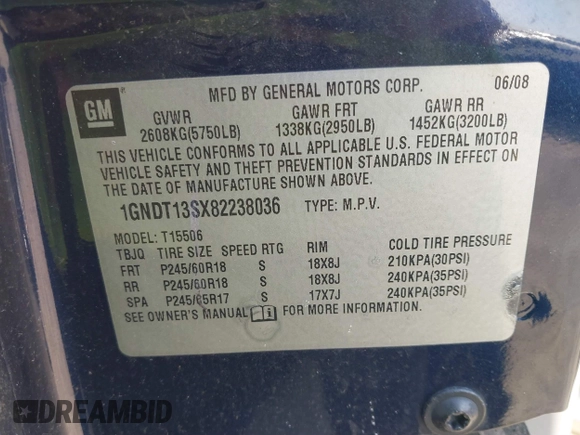 GM
MFD BY GENERAL MOTORS CORP. 06/08
GVWR GAWR FRT GAWR RR
2608KG(5750LB) 1338KG(2950LB) 1452KG(3200LB)
THIS VEHICLE CONFORMS TO ALL APPLICABLE U.S. FEDERAL MOTOR
VEHICLE SAFETY AND THEFT PREVENTION STANDARDS IN EFFECT ON
THE DATE OF MANUFACTURE SHOWN ABOVE.
1GNDT13SX82238036 TYPE: M.P.V.
MODEL: T15506
TBJQ TIRE SIZE SPEED RTG RIM COLD TIRE PRESSURE
FRT P245/60R18 S 18X8J 210KPA(30PSI)
RR P245/60R18 S 18X8J 240KPA(35PSI)
SPA P245/65R17 S 17X7J 240KPA(35PSI)
SEE OWNER'S MANUAL FOR MORE INFORMATION.
DREAMBID